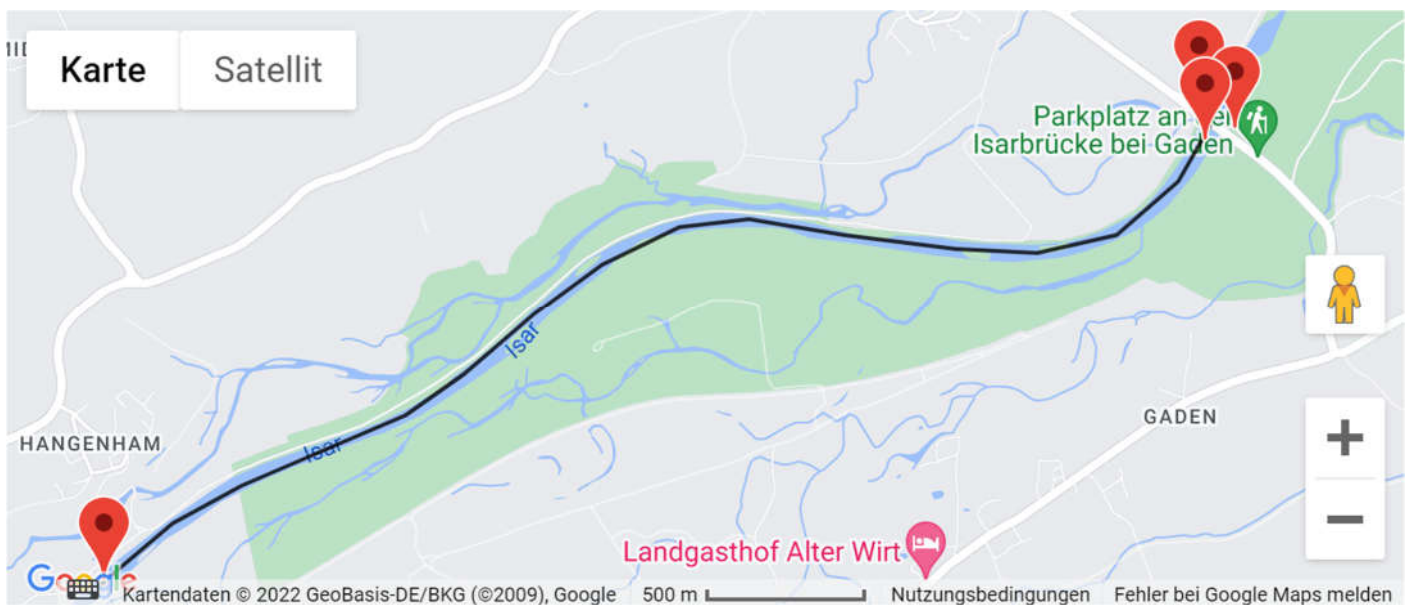 Karte
Satellit
Parkplatz an
Isarbrücke bei Gaden
Isar
HANGENHAM
GADEN
Isar
Landgasthof Alter Wirt
Google
Kartendaten © 2022 GeoBasis-DE/BKG (©2009), Google
500 m
Nutzungsbedingungen
Fehler bei Google Maps melden